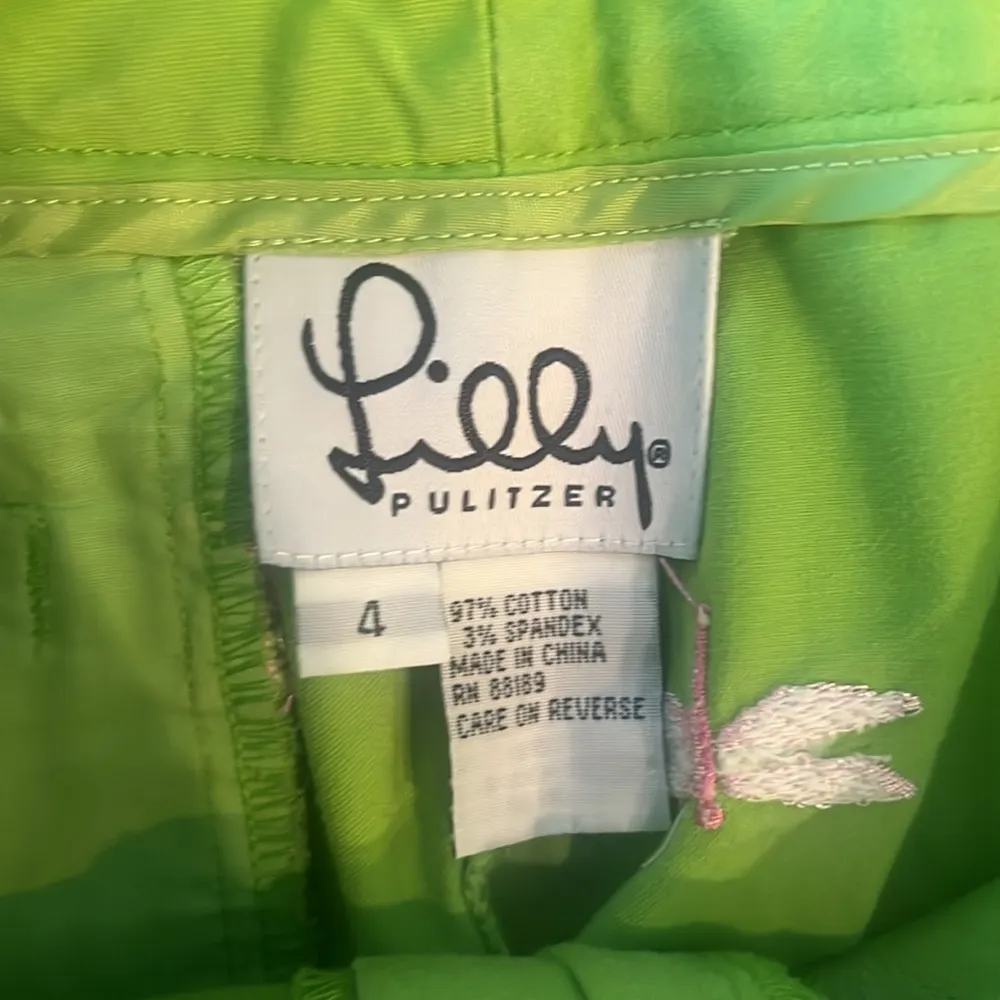 Lilly®
PULITZER
4
97% COTTON
3% SPANDEX
MADE IN CHINA
RN 88189
CARE ON REVERSE